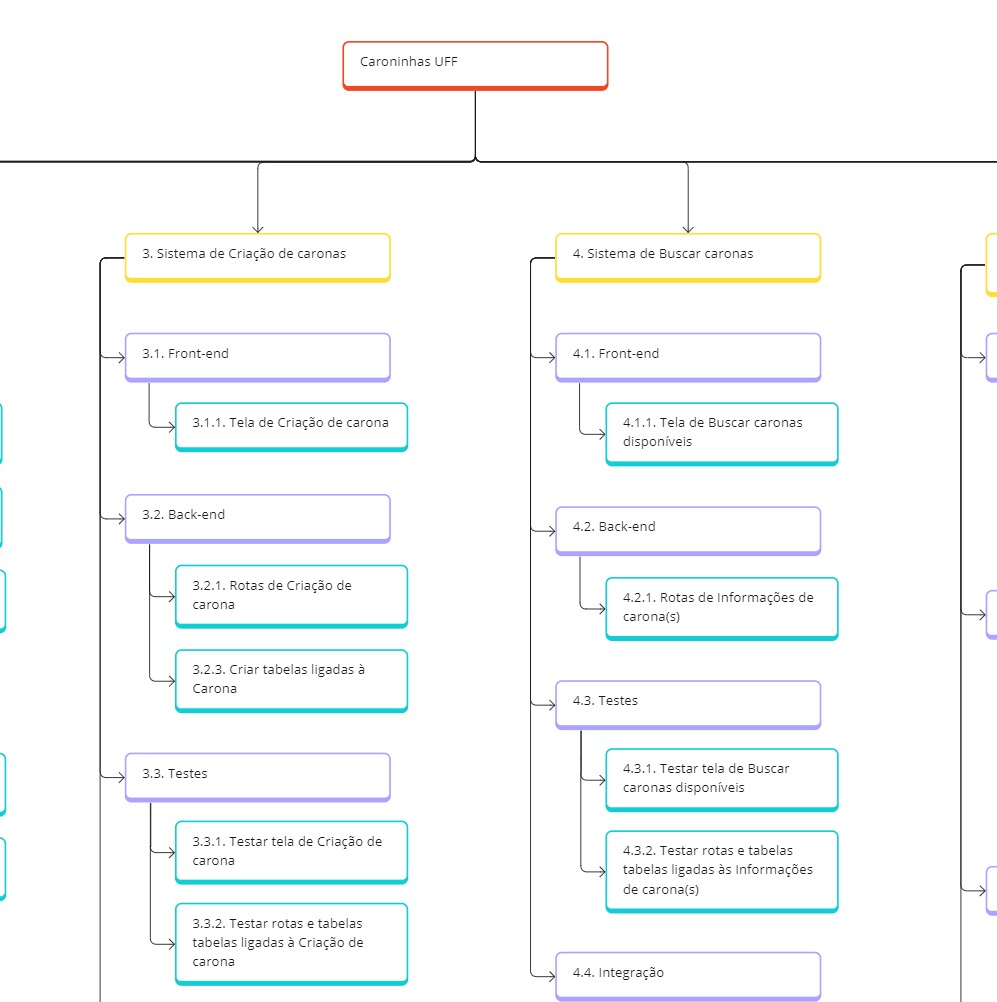 Caroninhas UFF
3. Sistema de Criação de caronas
3.1. Front-end
3.1.1. Tela de Criação de carona
3.2. Back-end
3.2.1. Rotas de Criação de
carona
3.2.3. Criar tabelas ligadas à
Carona
3.3. Testes
3.3.1. Testar tela de Criação de
carona
3.3.2. Testar rotas e tabelas
tabelas ligadas à Criação de
carona
4. Sistema de Buscar caronas
4.1. Front-end
4.1.1. Tela de Buscar caronas
disponíveis
4.2. Back-end
4.2.1. Rotas de Informações de
carona(s)
4.3. Testes
4.3.1. Testar tela de Buscar
caronas disponíveis
4.3.2. Testar rotas e tabelas
tabelas ligadas às Informações
de carona(s)
4.4. Integração